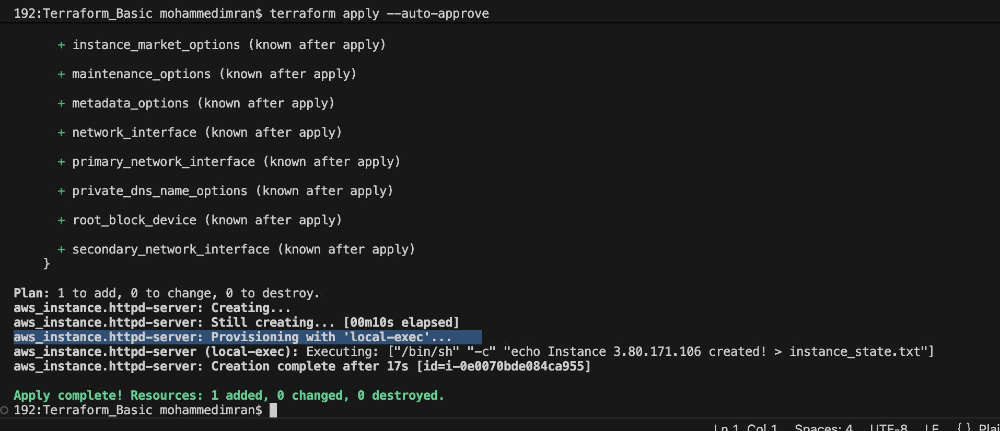 192:Terraform_Basic mohammedimran$ terraform apply --auto-approve
+ instance_market_options (known after apply)
+ maintenance_options (known after apply)
+ metadata_options (known after apply)
+ network_interface (known after apply)
+ primary_network_interface (known after apply)
+ private_dns_name_options (known after apply)
+ root_block_device (known after apply)
+ secondary_network_interface (known after apply)
}
Plan: 1 to add, 0 to change, 0 to destroy.
aws_instance.httpd-server: Creating...
aws_instance.httpd-server: Still creating... [00m10s elapsed]
aws_instance.httpd-server: Provisioning with 'local-exec'...
aws_instance.httpd-server (local-exec): Executing: ["/bin/sh" "-c" "echo Instance 3.80.171.106 created! > instance_state.txt"]
aws_instance.httpd-server: Creation complete after 17s [id=i-0e0070bde084ca955]
Apply complete! Resources: 1 added, 0 changed, 0 destroyed.
192:Terraform_Basic mohammedimran$
Ln 1, Col 1 Spaces: 4 UTF-8 LF {} Plai